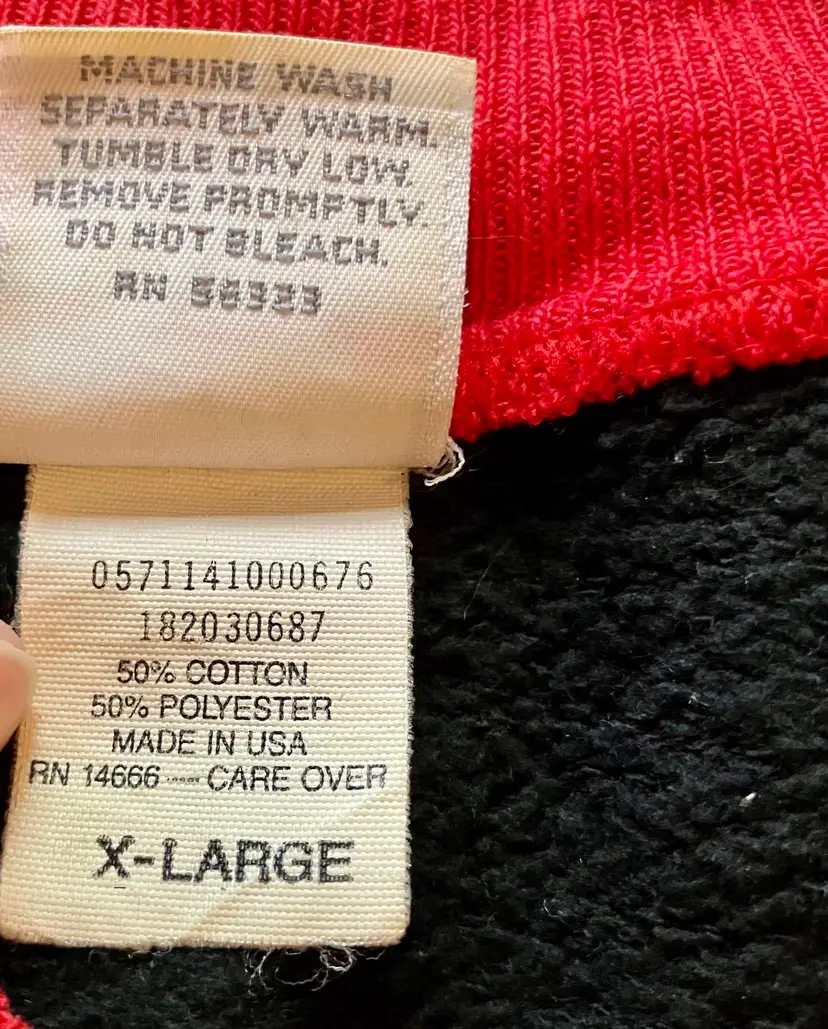 MACHINE WASH
SEPARATELY WARM.
TUMBLE DRY LOW.
REMOVE PROMPTLY.
DO NOT BLEACH.
RN
0571141000676
182030687
50% COTTON
50% POLYESTER
MADE IN USA
RN 14666 ...... CARE OVER
X-LARGE